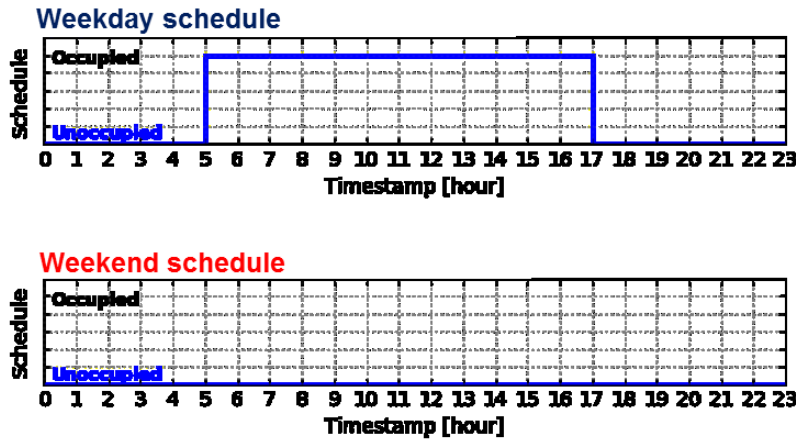 Weekday schedule
Schedule
Occupied
Unoccupied
0 1 2 3 4 5 6 7 8 9 10 11 12 13 14 15 16 17 18 19 20 21 22 23
Timestamp [hour]
Weekend schedule
Schedule
Occupied
Unoccupied
0 1 2 3 4 5 6 7 8 9 10 11 12 13 14 15 16 17 18 19 20 21 22 23
Timestamp [hour]